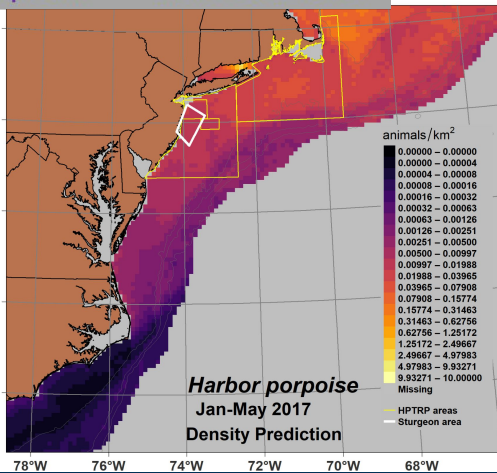 animals/km²
0.00000 – 0.00000
0.00000 – 0.00004
0.00004 – 0.00008
0.00008 – 0.00016
0.00016 – 0.00032
0.00032 – 0.00063
0.00063 – 0.00126
0.00126 – 0.00251
0.00251 – 0.00500
0.00500 – 0.00997
0.00997 – 0.01988
0.01988 – 0.03965
0.03965 – 0.07908
0.07908 – 0.15774
0.15774 – 0.31463
0.31463 – 0.62756
0.62756 – 1.25172
1.25172 – 2.49667
2.49667 – 4.97983
4.97983 – 9.93271
9.93271 – 10.00000
Missing
HPTRP areas
Sturgeon area
Harbor porpoise
Jan-May 2017
Density Prediction
78°W 76°W 74°W 72°W 70°W 68°W